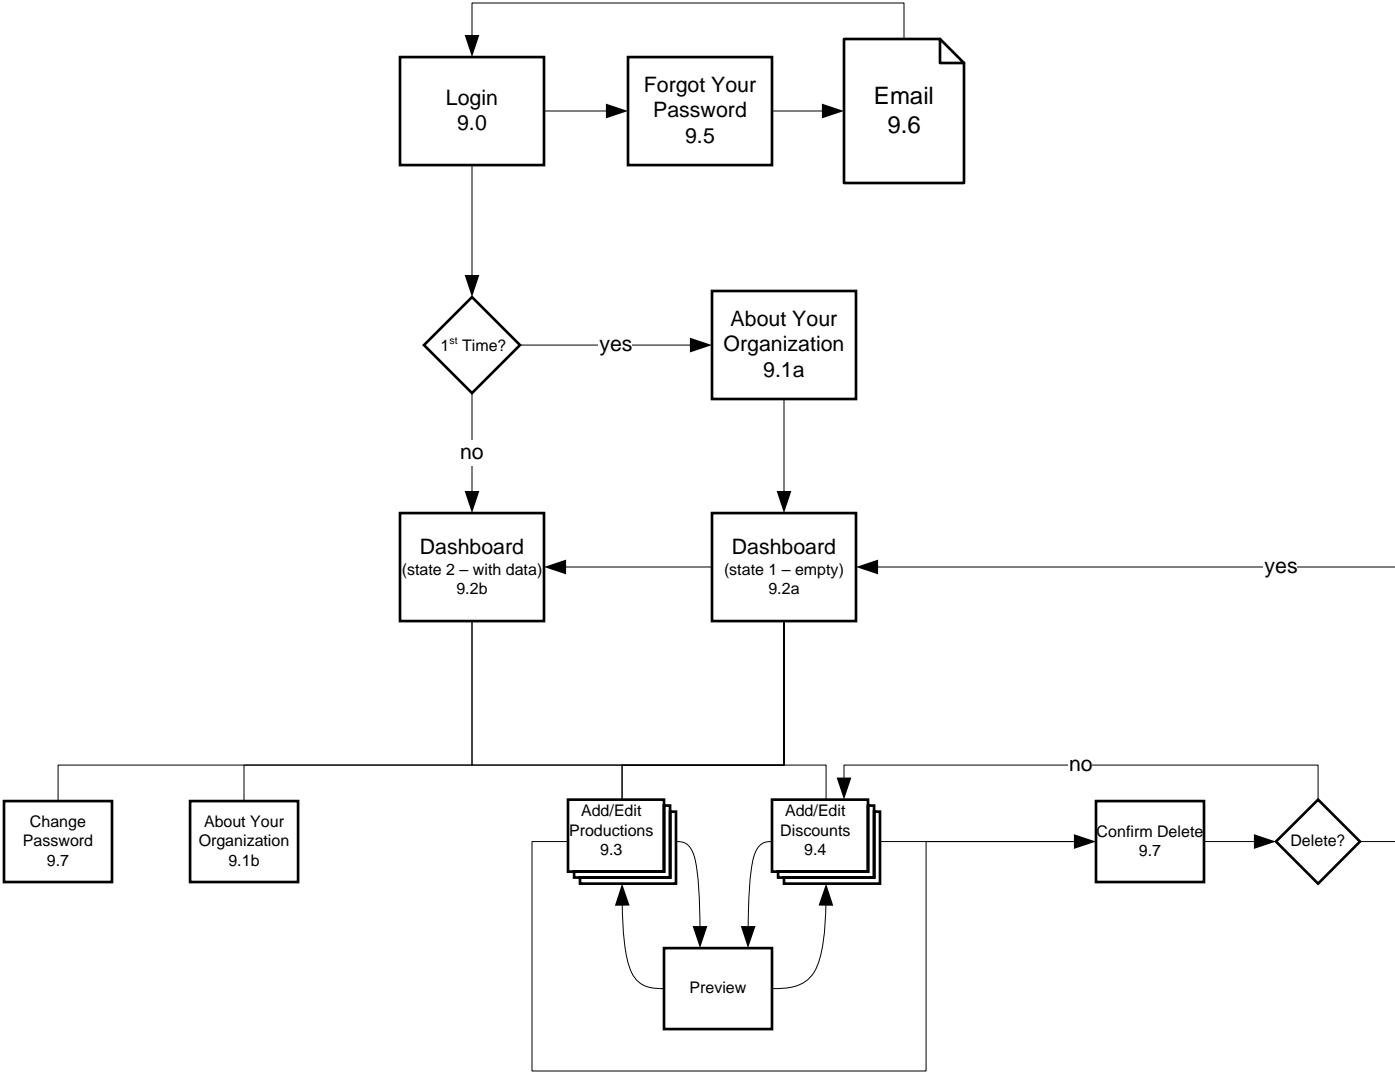 Login
9.0
Forgot Your
Password
9.5
Email
9.6
1st Time?
yes
About Your
Organization
9.1a
no
Dashboard
(state 2 – with data)
9.2b
Dashboard
(state 1 – empty)
9.2a
yes
no
Change
Password
9.7
About Your
Organization
9.1b
Add/Edit
Productions
9.3
Add/Edit
Discounts
9.4
Confirm Delete
9.7
Delete?
Preview